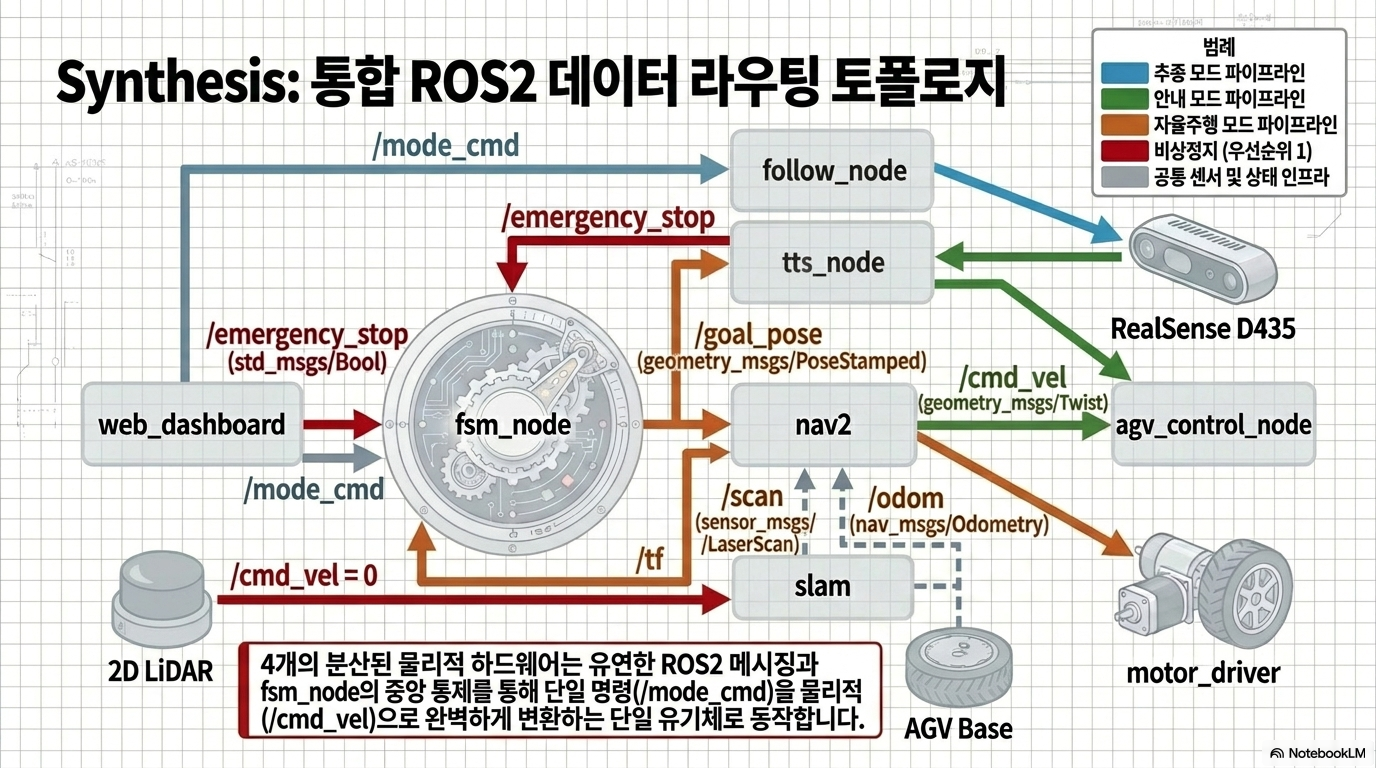 Synthesis: 통합 ROS2 데이터 라우팅 토폴로지
범례
추종 모드 파이프라인
안내 모드 파이프라인
자율주행 모드 파이프라인
비상정지 (우선순위 1)
공통 센서 및 상태 인프라
/mode_cmd
follow_node
/emergency_stop
tts_node
RealSense D435
/emergency_stop
(std_msgs/Bool)
/goal_pose
(geometry_msgs/PoseStamped)
/cmd_vel
(geometry_msgs/Twist)
web_dashboard
fsm_node
nav2
agv_control_node
/mode_cmd
/scan
(sensor_msgs/
/LaserScan)
/odom
(nav_msgs/Odometry)
/tf
/cmd_vel = 0
slam
2D LiDAR
motor_driver
AGV Base
4개의 분산된 물리적 하드웨어는 유연한 ROS2 메시징과
fsm_node의 중앙 통제를 통해 단일 명령(/mode_cmd)을 물리적
(/cmd_vel)으로 완벽하게 변환하는 단일 유기체로 동작합니다.
NotebookLM